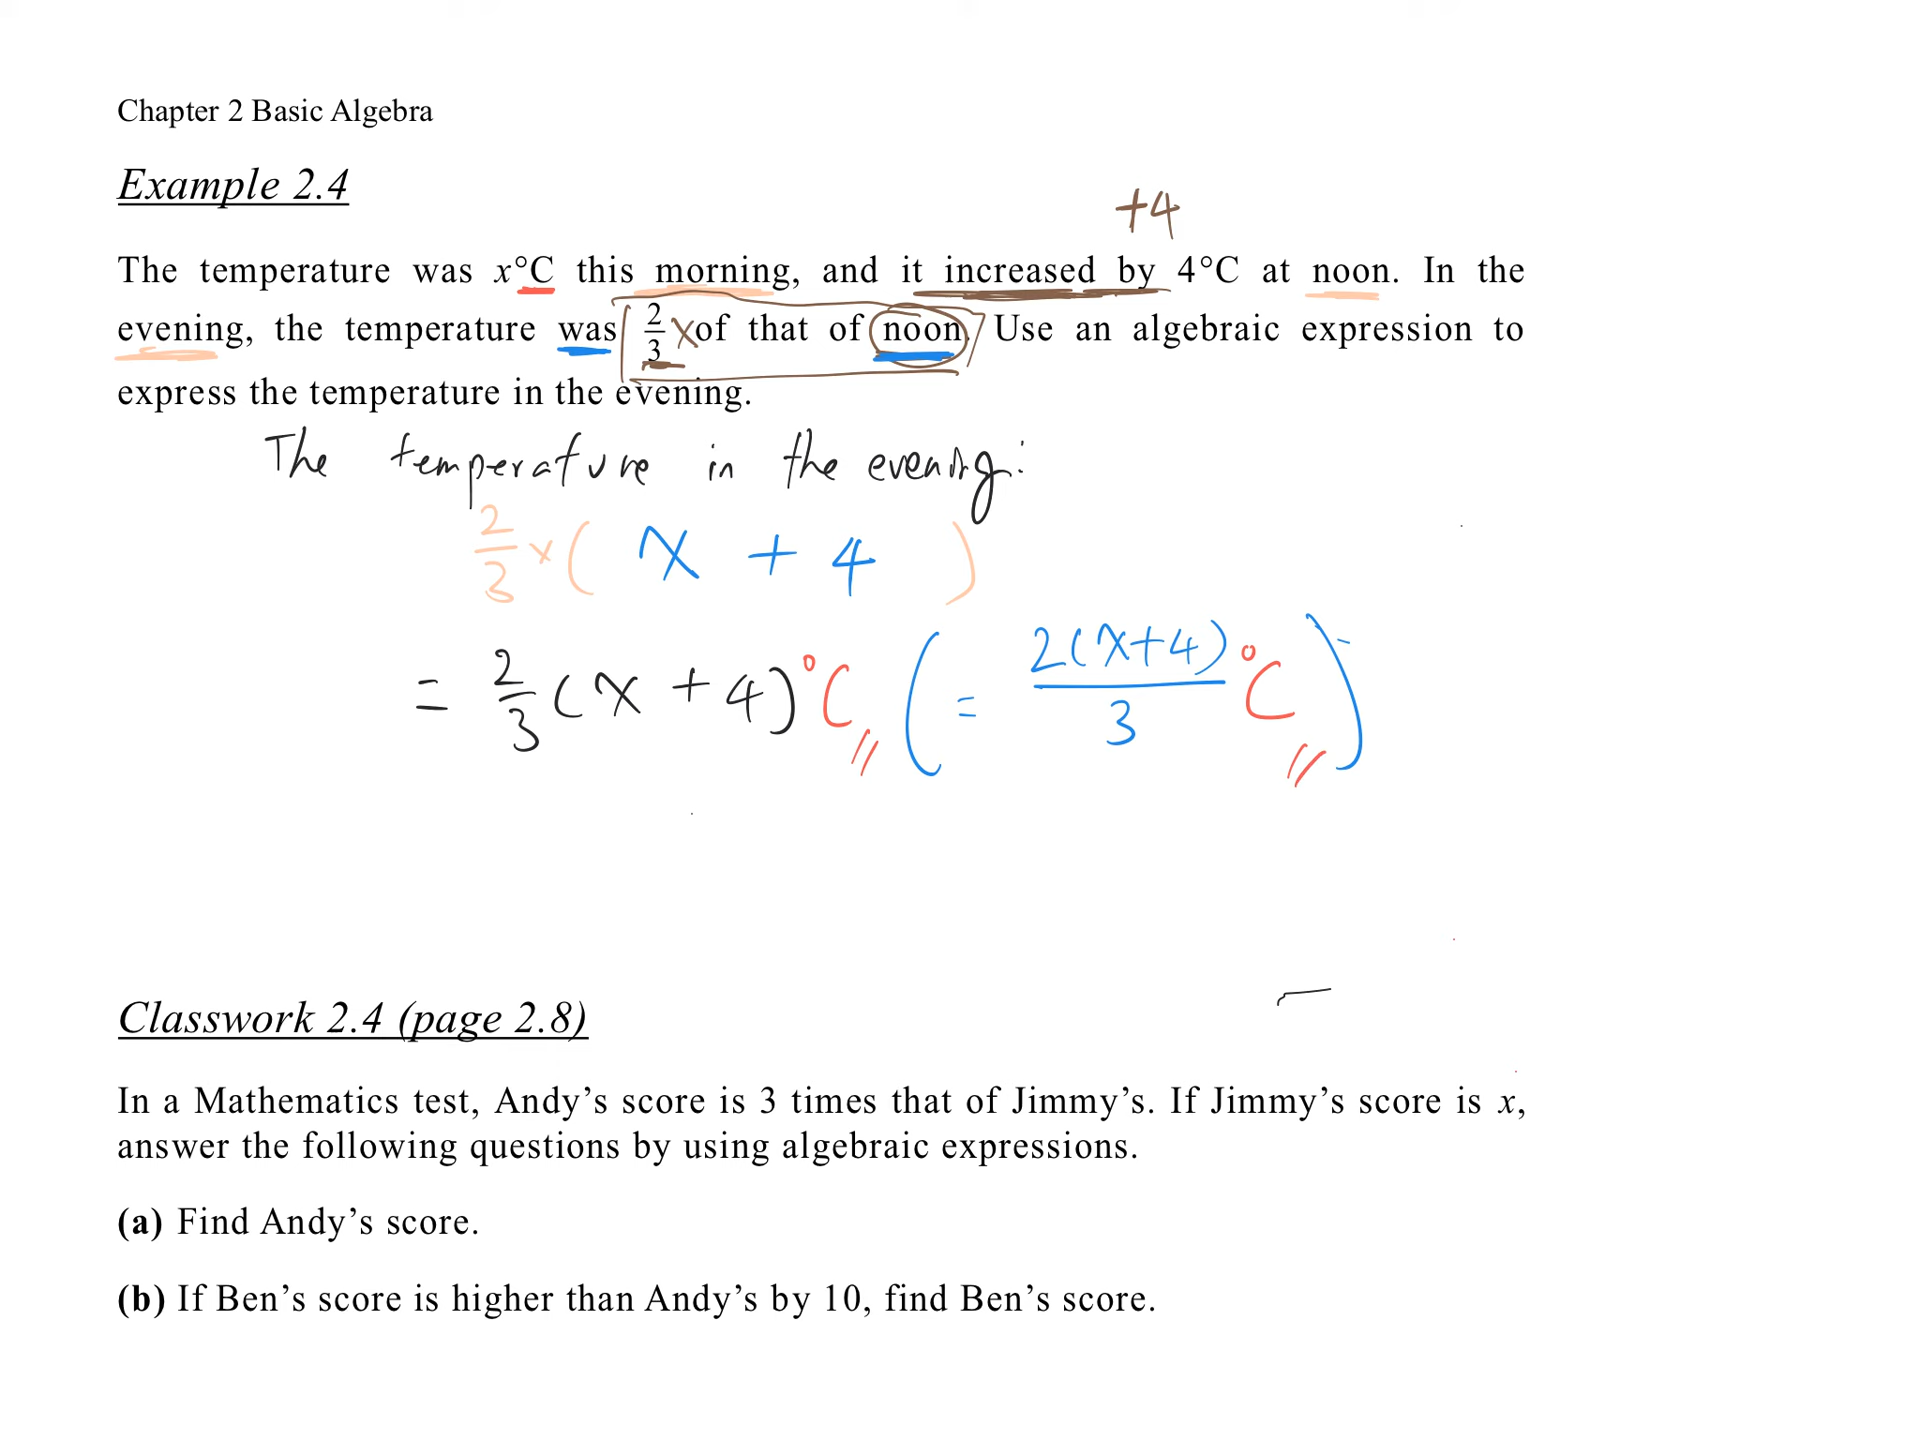 Chapter 2 Basic Algebra
Example 2.4
+4
The temperature was x°C this morning, and it increased by 4°C at noon. In the
evening, the temperature was 2/3 × of that of noon. Use an algebraic expression to
express the temperature in the evening.
The temperature in the evening:
2/3 × ( x + 4 )
= 2/3 (x + 4)°C (= 2(x+4)/3 °C)
Classwork 2.4 (page 2.8)
In a Mathematics test, Andy’s score is 3 times that of Jimmy’s. If Jimmy’s score is x,
answer the following questions by using algebraic expressions.
(a) Find Andy’s score.
(b) If Ben’s score is higher than Andy’s by 10, find Ben’s score.